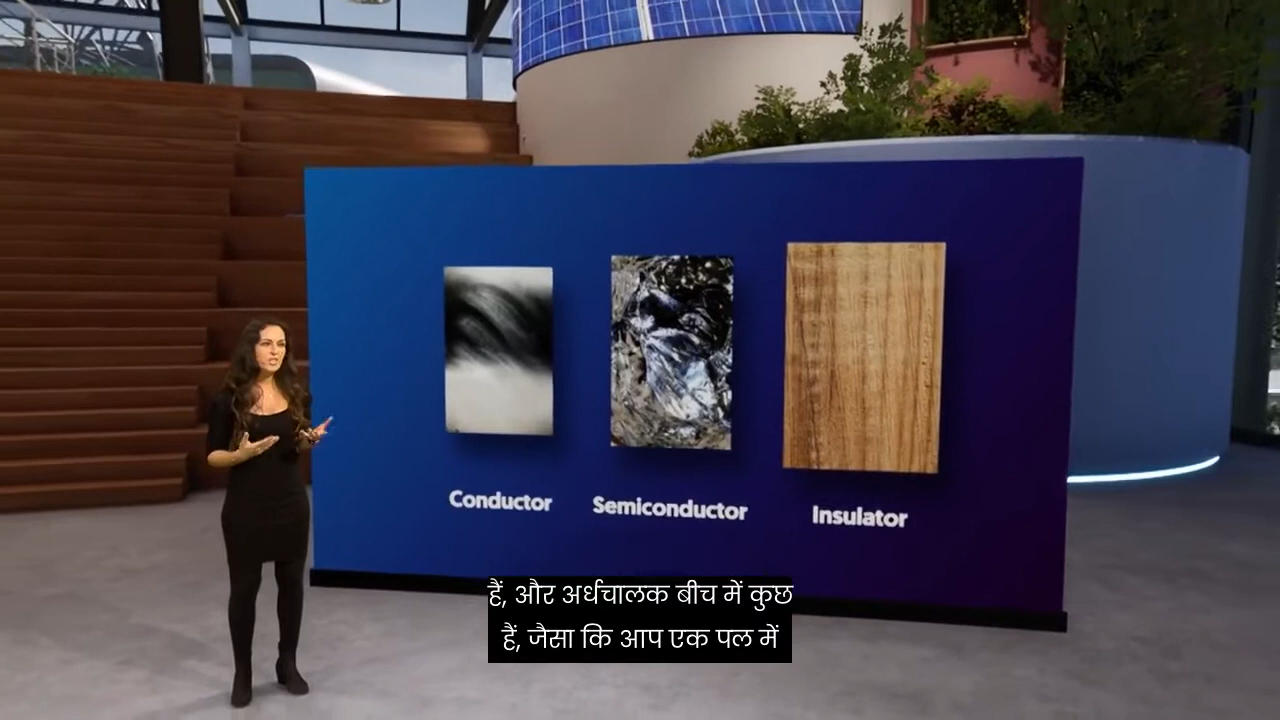 Conductor
Semiconductor
Insulator
हैं, और अर्धचालक बीच में कुछ
हैं, जैसा कि आप एक पल में